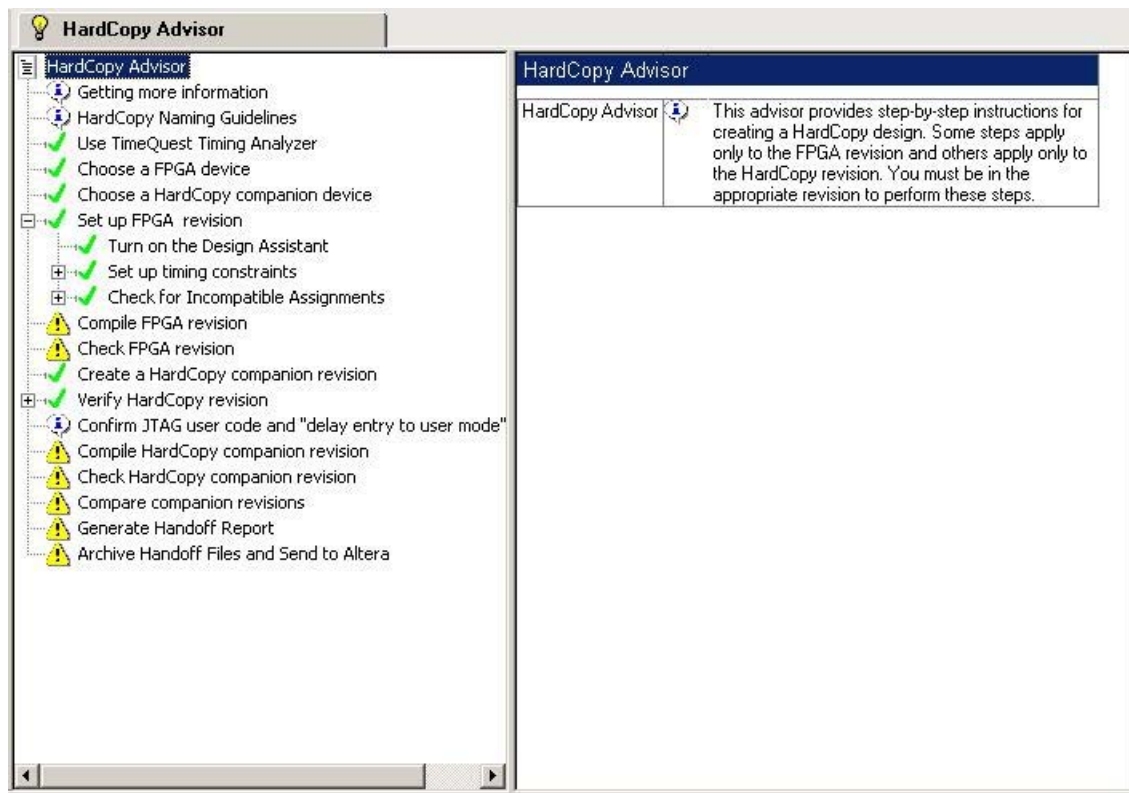 HardCopy Advisor
HardCopy Advisor
Getting more information
HardCopy Naming Guidelines
Use TimeQuest Timing Analyzer
Choose a FPGA device
Choose a HardCopy companion device
Set up FPGA revision
Turn on the Design Assistant
Set up timing constraints
Check for Incompatible Assignments
Compile FPGA revision
Check FPGA revision
Create a HardCopy companion revision
Verify HardCopy revision
Confirm JTAG user code and "delay entry to user mode"
Compile HardCopy companion revision
Check HardCopy companion revision
Compare companion revisions
Generate Handoff Report
Archive Handoff Files and Send to Altera
HardCopy Advisor
HardCopy Advisor
This advisor provides step-by-step instructions for
creating a HardCopy design. Some steps apply
only to the FPGA revision and others apply only to
the HardCopy revision. You must be in the
appropriate revision to perform these steps.